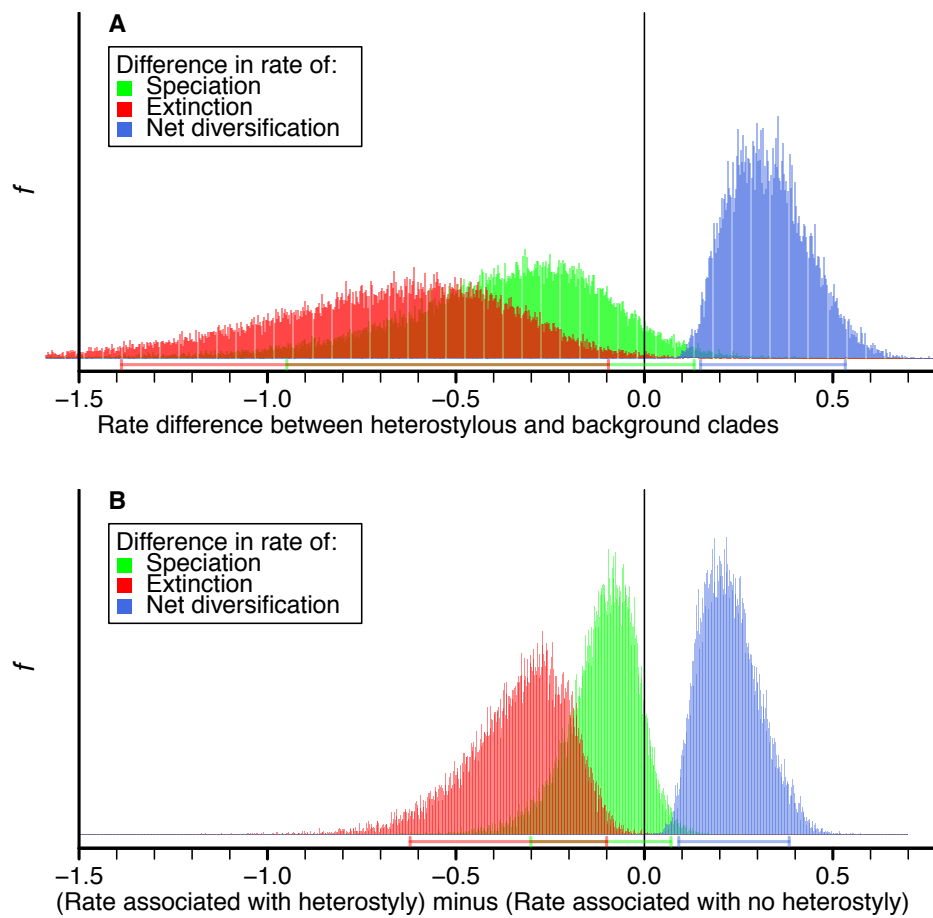 A
Difference in rate of:
Speciation
Extinction
Net diversification
f
−1.5 −1.0 −0.5 0.0 0.5
Rate difference between heterostylous and background clades
B
Difference in rate of:
Speciation
Extinction
Net diversification
f
−1.5 −1.0 −0.5 0.0 0.5
(Rate associated with heterostyly) minus (Rate associated with no heterostyly)